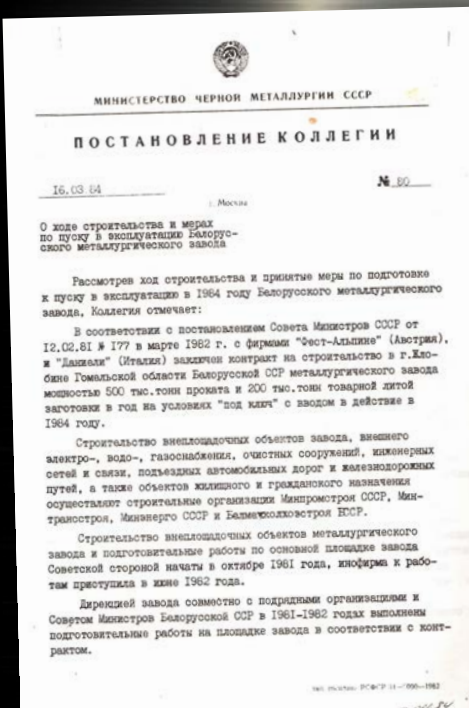 МИНИСТЕРСТВО ЧЕРНОЙ МЕТАЛЛУРГИИ СССР
ПОСТАНОВЛЕНИЕ КОЛЛЕГИИ
16.03.84 № 80
г. Москва
О ходе строительства и мерах
по пуску в эксплуатацию Белорус-
ского металлургического завода
Рассмотрев ход строительства и принятые меры по подготовке
к пуску в эксплуатацию в 1984 году Белорусского металлургического
завода, Коллегия отмечает:
В соответствии с постановлением Совета Министров СССР от
12.02.81 № 177 в марте 1982 г. с фирмами "Фест-Альпине" (Австрия),
и "Даниели" (Италия) заключен контракт на строительство в г.Жло-
бине Гомельской области Белорусской ССР металлургического завода
мощностью 500 тыс.тонн проката и 200 тыс.тонн товарной литой
заготовки в год на условиях "под ключ" с вводом в действие в
1984 году.
Строительство внеплощадочных объектов завода, внешнего
электро-, водо-, газоснабжения, очистных сооружений, инженерных
сетей и связи, подъездных автомобильных дорог и железнодорожных
путей, а также объектов жилищного и гражданского назначения
осуществляют строительные организации Минпромстроя СССР, Мин-
трансстроя, Минэнерго СССР и Белмежколхозстроя БССР.
Строительство внеплощадочных объектов металлургического
завода и подготовительные работы по основной площадке завода
Советской стороной начаты в октябре 1981 года, инофирма к рабо-
там приступила в июне 1982 года.
Дирекцией завода совместно с подрядными организациями и
Советом Министров Белорусской ССР в 1981-1982 годах выполнены
подготовительные работы на площадке завода в соответствии с конт-
рактом.